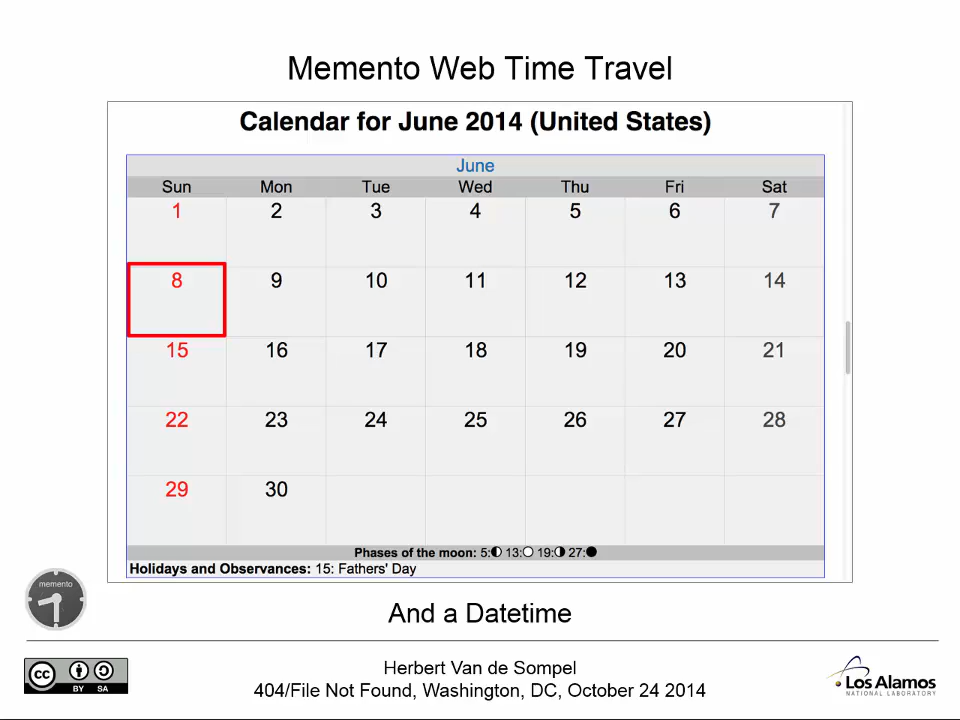 Memento Web Time Travel
Calendar for June 2014 (United States)
June
Sun Mon Tue Wed Thu Fri Sat
1 2 3 4 5 6 7
8 9 10 11 12 13 14
15 16 17 18 19 20 21
22 23 24 25 26 27 28
29 30
Phases of the moon: 5: 13: 19: 27:
Holidays and Observances: 15: Fathers' Day
memento
And a Datetime
Herbert Van de Sompel
404/File Not Found, Washington, DC, October 24 2014
cc BY SA
Los Alamos
NATIONAL LABORATORY